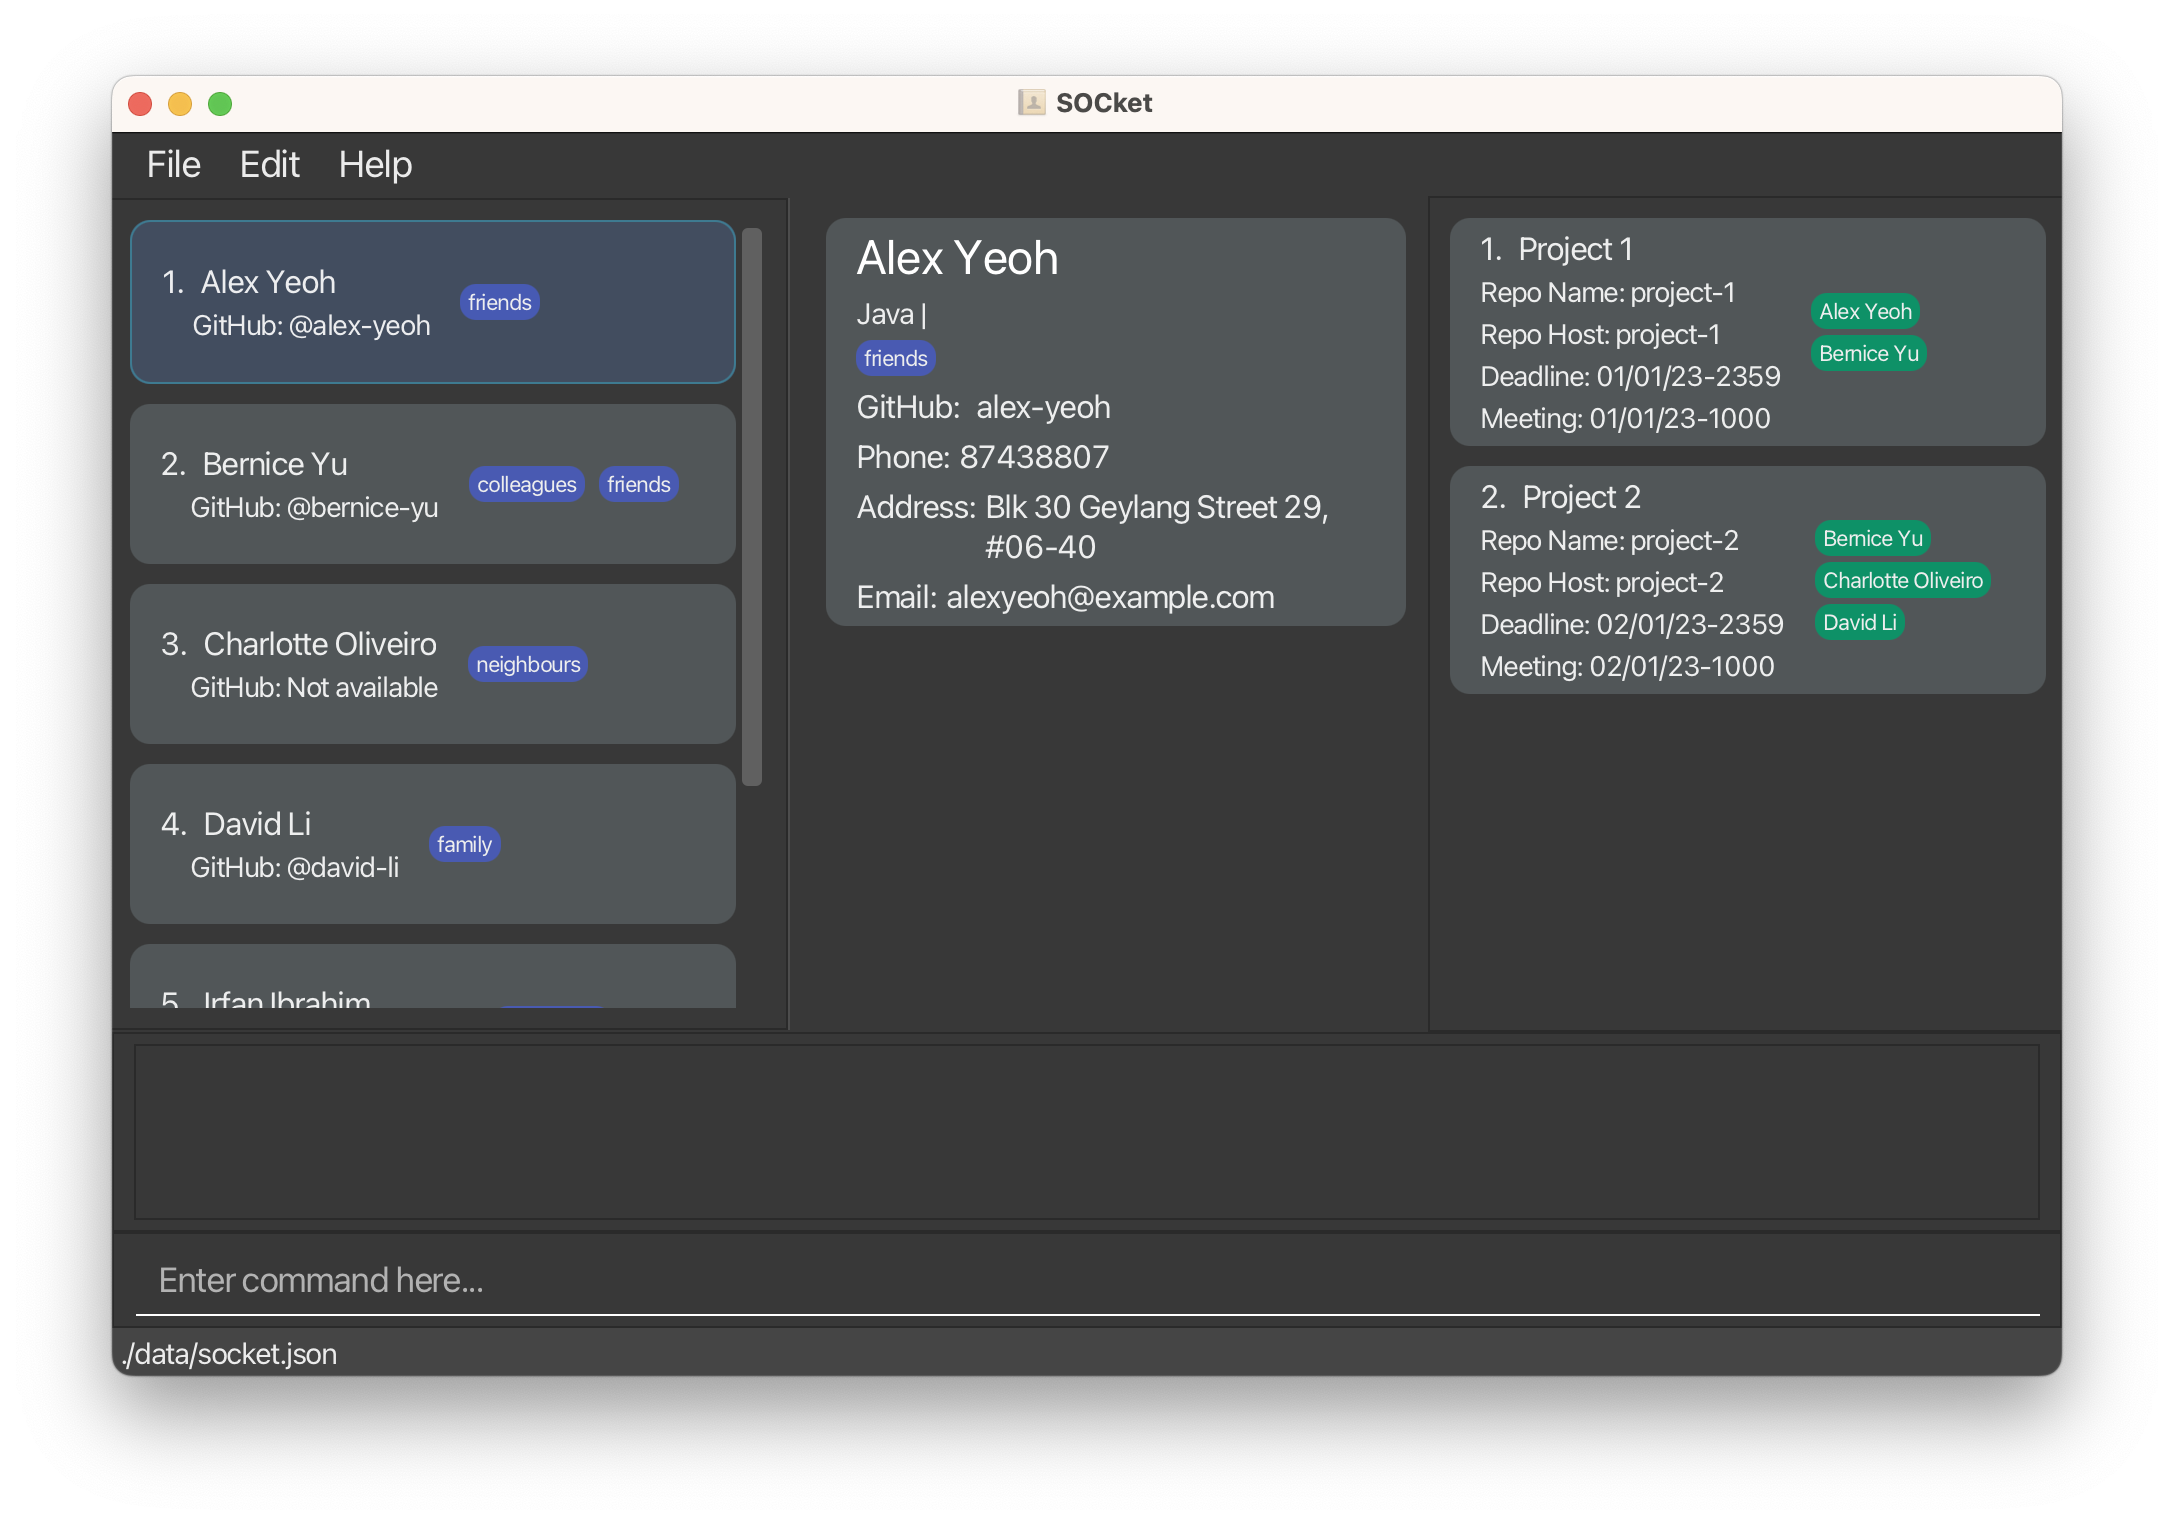 SOCket
File Edit Help
1. Alex Yeoh
GitHub: @alex-yeoh
friends
2. Bernice Yu
GitHub: @bernice-yu
colleagues friends
3. Charlotte Oliveiro
GitHub: Not available
neighbours
4. David Li
GitHub: @david-li
family
5. Irfan Ibrahim
Alex Yeoh
Java |
friends
GitHub: alex-yeoh
Phone: 87438807
Address: Blk 30 Geylang Street 29,
#06-40
Email: alexyeoh@example.com
1. Project 1
Repo Name: project-1
Repo Host: project-1
Deadline: 01/01/23-2359
Meeting: 01/01/23-1000
Alex Yeoh
Bernice Yu
2. Project 2
Repo Name: project-2
Repo Host: project-2
Deadline: 02/01/23-2359
Meeting: 02/01/23-1000
Bernice Yu
Charlotte Oliveiro
David Li
Enter command here...
./data/socket.json